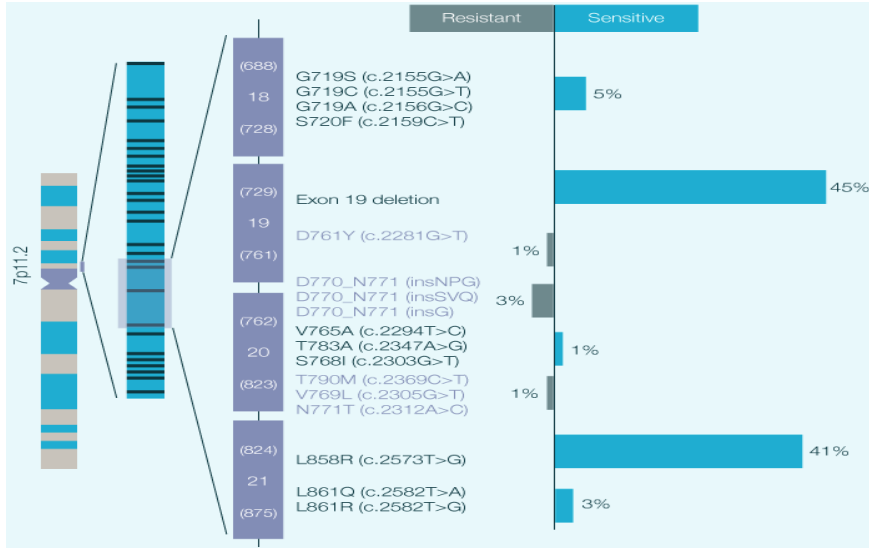 Resistant
Sensitive
7p11.2
(688)
18
(728)
G719S (c.2155G>A)
G719C (c.2155G>T)
G719A (c.2156G>C)
S720F (c.2159C>T)
5%
(729)
19
(761)
Exon 19 deletion
45%
D761Y (c.2281G>T)
1%
D770_N771 (insNPG)
D770_N771 (insSVQ)
D770_N771 (insG)
3%
(762)
20
(823)
V765A (c.2294T>C)
T783A (c.2347A>G)
S768I (c.2303G>T)
1%
T790M (c.2369C>T)
V769L (c.2305G>T)
N771T (c.2312A>C)
1%
(824)
21
(875)
L858R (c.2573T>G)
41%
L861Q (c.2582T>A)
L861R (c.2582T>G)
3%